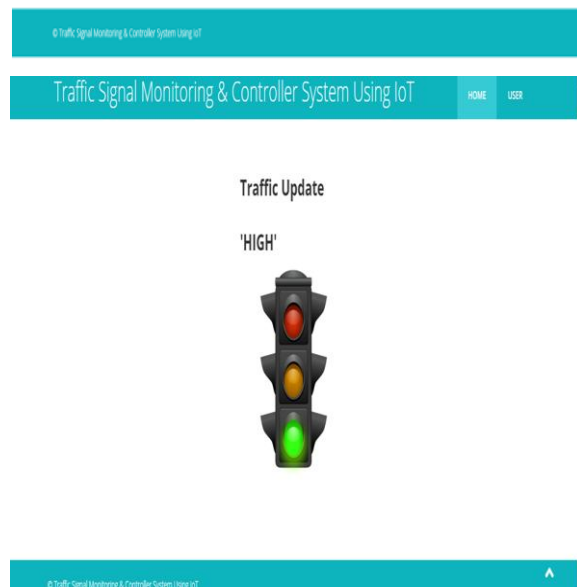 © Traffic Signal Monitoring & Controller System Using IoT
Traffic Signal Monitoring & Controller System Using IoT HOME USER
Traffic Update
'HIGH'
© Traffic Signal Monitoring & Controller System Using IoT